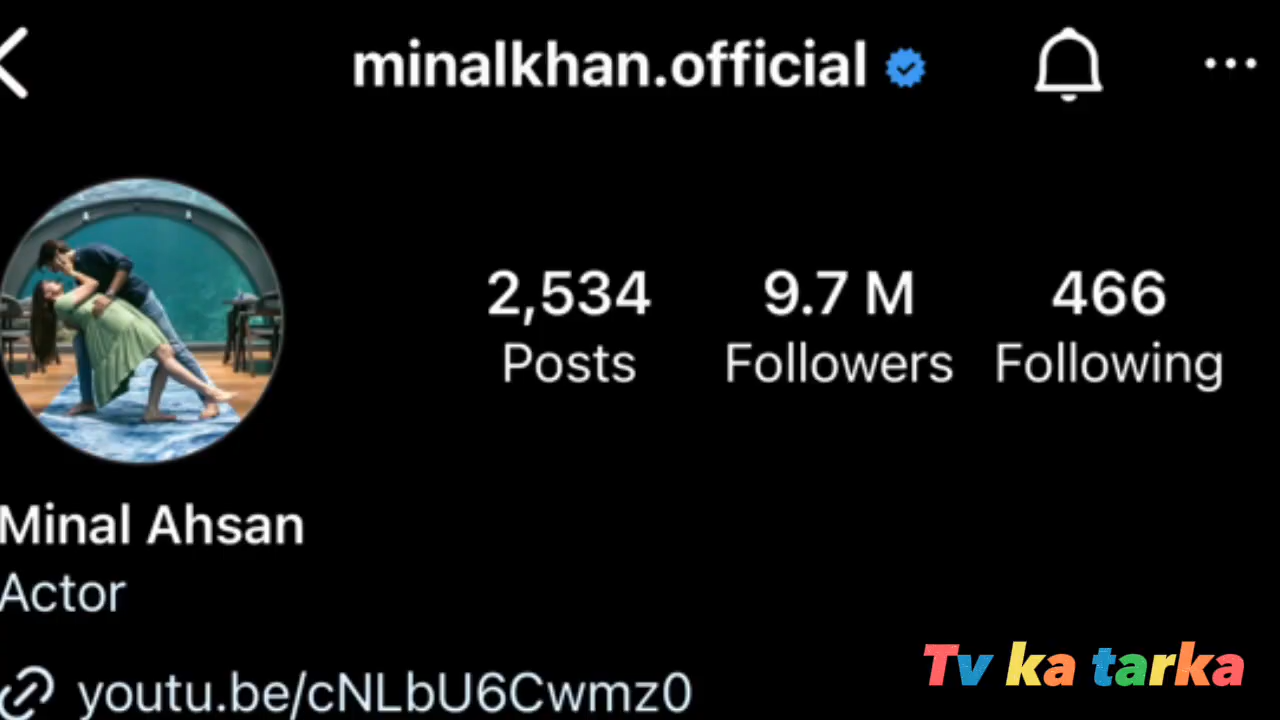 minalkhan.official
2,534 9.7 M 466
Posts Followers Following
Minal Ahsan
Actor
youtu.be/cNLbU6Cwmz0
Tv ka tarka